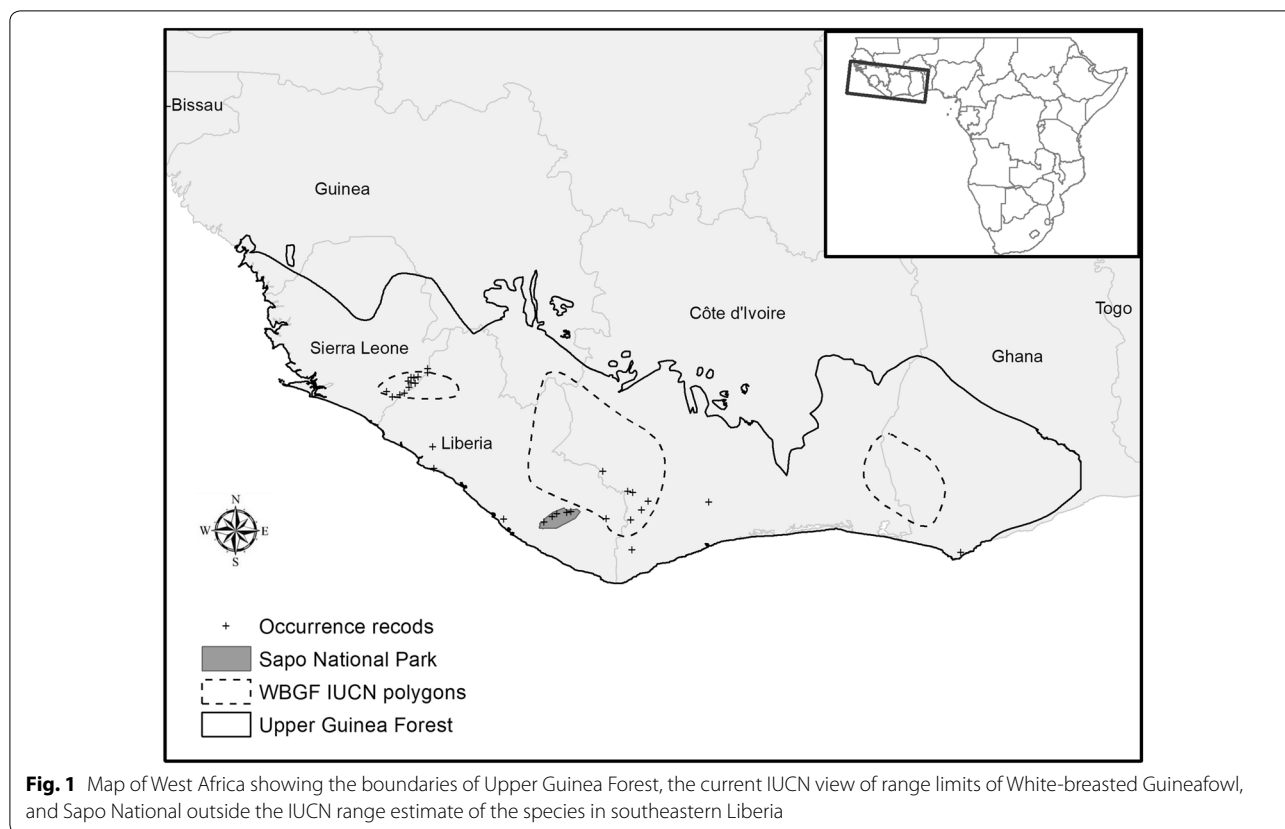 -Bissau
Guinea
Sierra Leone
Liberia
Côte d'Ivoire
Ghana
Togo
N
W E
S
+ Occurrence recods
Sapo National Park
WBGF IUCN polygons
Upper Guinea Forest
Fig. 1 Map of West Africa showing the boundaries of Upper Guinea Forest, the current IUCN view of range limits of White-breasted Guineafowl,
and Sapo National outside the IUCN range estimate of the species in southeastern Liberia